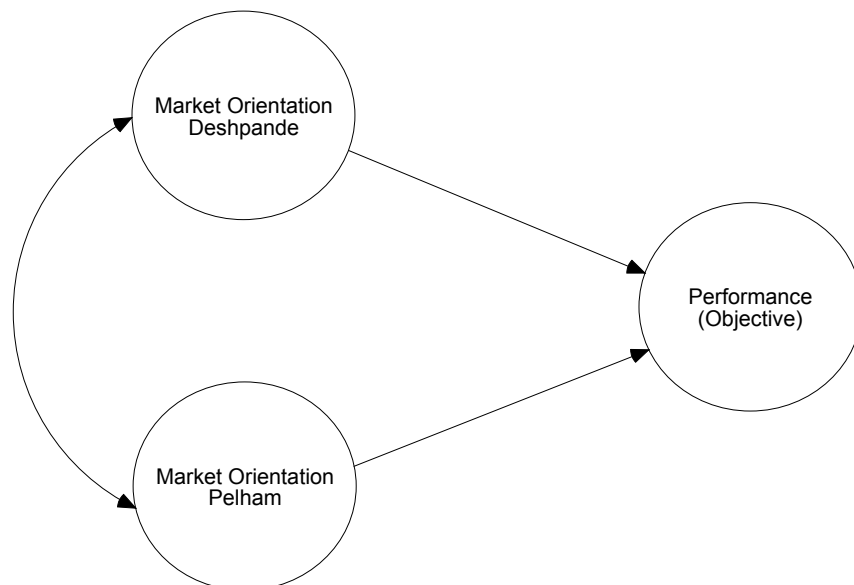 Market Orientation
Deshpande
Performance
(Objective)
Market Orientation
Pelham